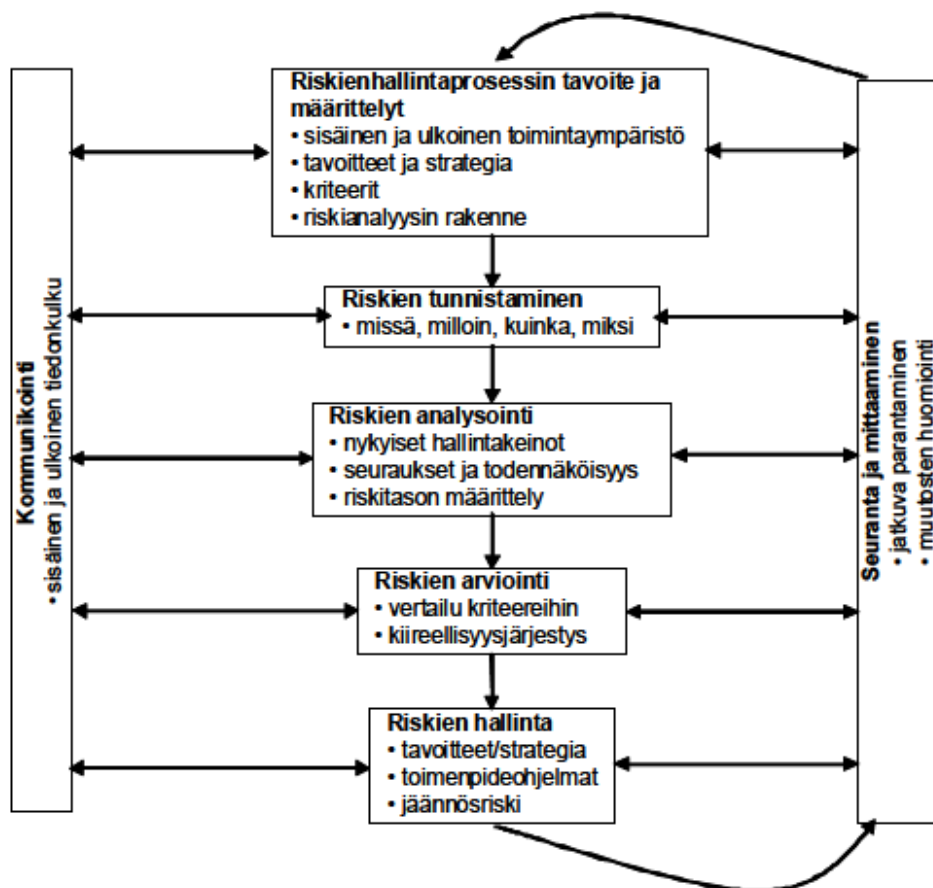 Riskienhallintaprosessin tavoite ja
määrittelyt
• sisäinen ja ulkoinen toimintaympäristö
• tavoitteet ja strategia
• kriteerit
• riskianalyysin rakenne
Riskien tunnistaminen
• missä, milloin, kuinka, miksi
Riskien analysointi
• nykyiset hallintakeinot
• seuraukset ja todennäköisyys
• riskitason määrittely
Riskien arviointi
• vertailu kriteereihin
• kiireellisyysjärjestys
Riskien hallinta
• tavoitteet/strategia
• toimenpideohjelmat
• jäännösriski
Kommunikointi
• sisäinen ja ulkoinen tiedonkulku
Seuranta ja mittaaminen
• jatkuva parantaminen
• muutosten huomiointi